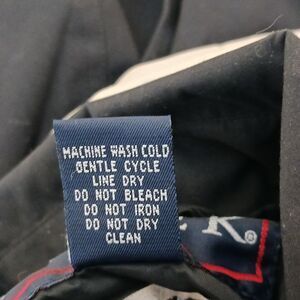 MACHINE WASH COLD
GENTLE CYCLE
LINE DRY
DO NOT BLEACH
DO NOT IRON
DO NOT DRY
CLEAN
K